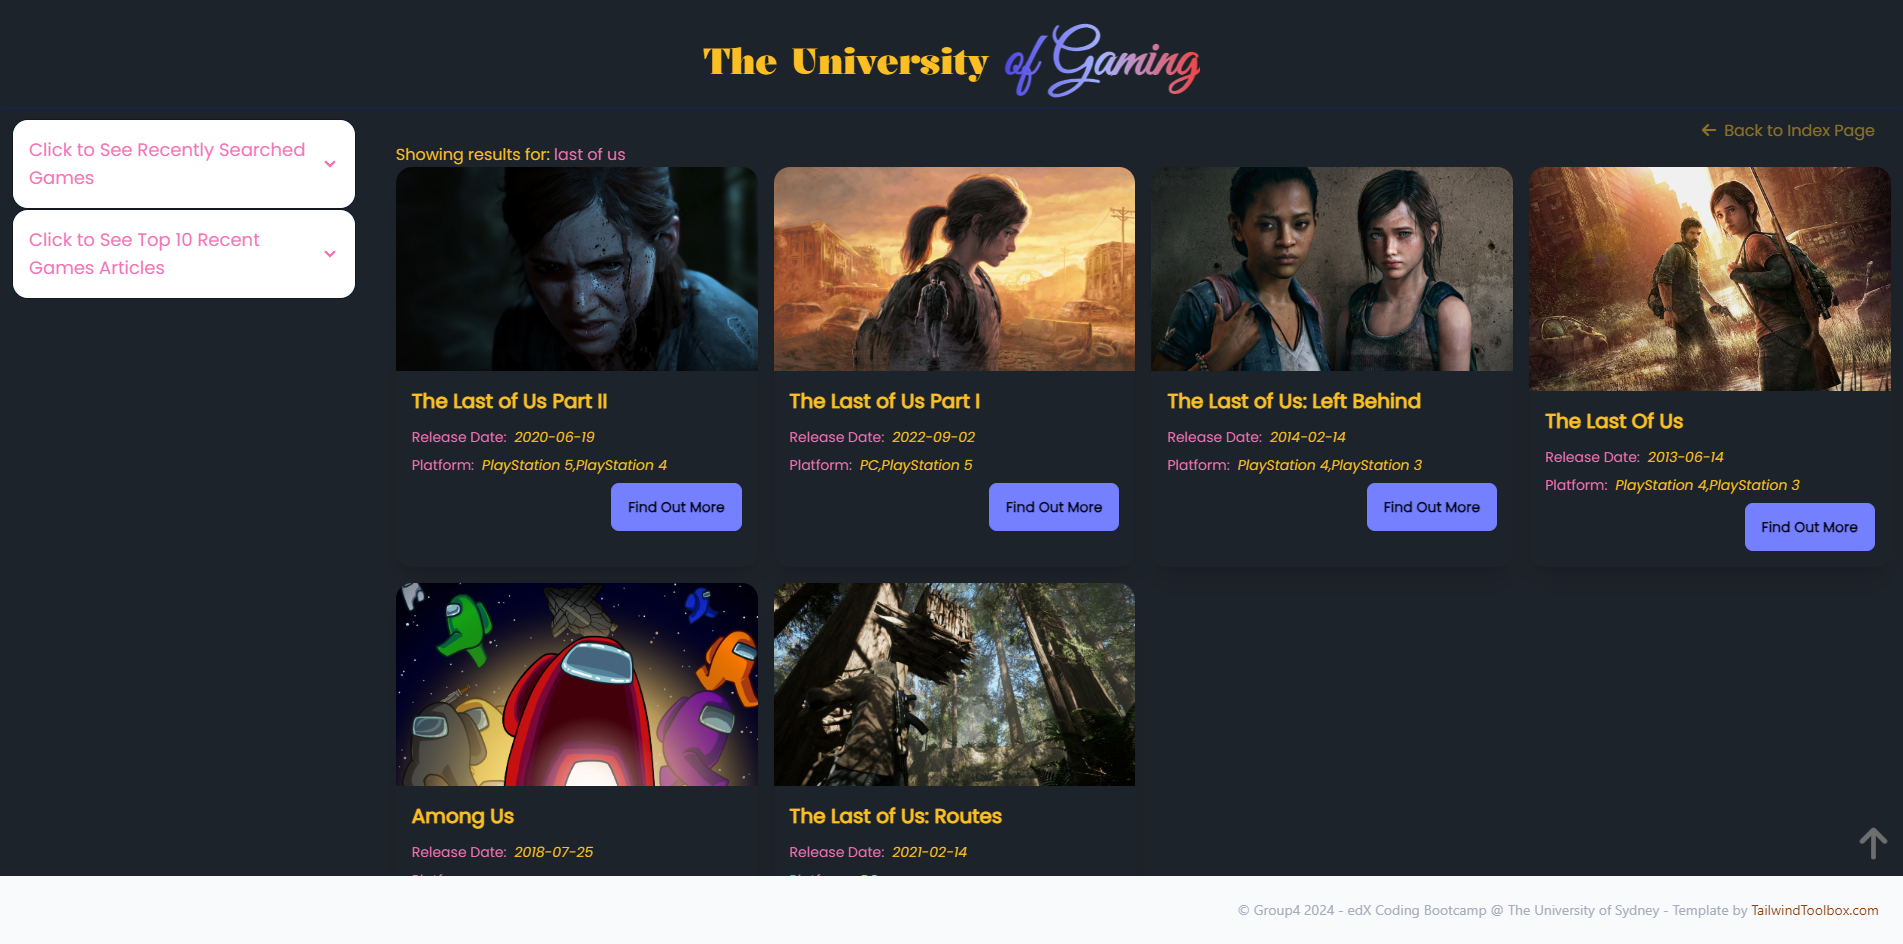 The University of Gaming
Back to Index Page
Click to See Recently Searched
Games
Click to See Top 10 Recent
Games Articles
Showing results for: last of us
The Last of Us Part II
Release Date: 2020-06-19
Platform: PlayStation 5,PlayStation 4
Find Out More
The Last of Us Part I
Release Date: 2022-09-02
Platform: PC,PlayStation 5
Find Out More
The Last of Us: Left Behind
Release Date: 2014-02-14
Platform: PlayStation 4,PlayStation 3
Find Out More
The Last Of Us
Release Date: 2013-06-14
Platform: PlayStation 4,PlayStation 3
Find Out More
Among Us
Release Date: 2018-07-25
The Last of Us: Routes
Release Date: 2021-02-14
© Group4 2024 - edX Coding Bootcamp @ The University of Sydney - Template by TailwindToolbox.com